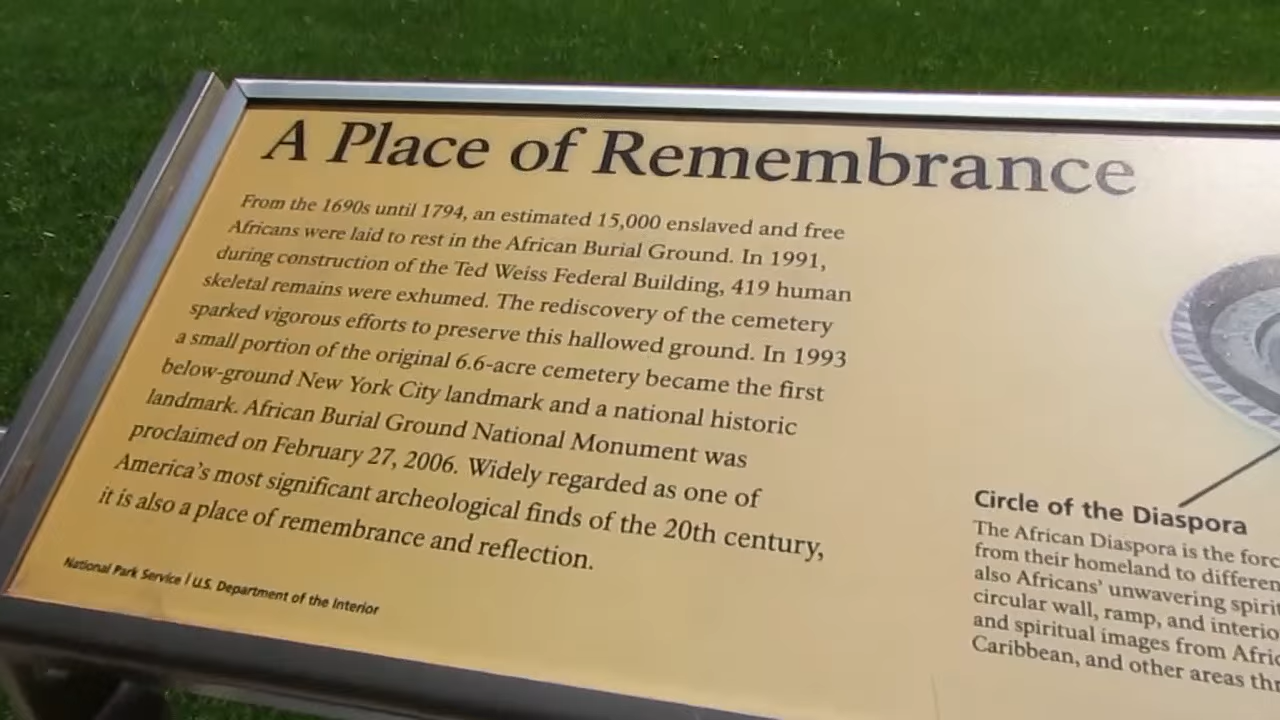 A Place of Remembrance
From the 1690s until 1794, an estimated 15,000 enslaved and free
Africans were laid to rest in the African Burial Ground. In 1991,
during construction of the Ted Weiss Federal Building, 419 human
skeletal remains were exhumed. The rediscovery of the cemetery
sparked vigorous efforts to preserve this hallowed ground. In 1993
a small portion of the original 6.6-acre cemetery became the first
below-ground New York City landmark and a national historic
landmark. African Burial Ground National Monument was
proclaimed on February 27, 2006. Widely regarded as one of
America's most significant archeological finds of the 20th century,
it is also a place of remembrance and reflection.
National Park Service | U.S. Department of the Interior
Circle of the Diaspora
The African Diaspora is the forc
from their homeland to differen
also Africans' unwavering spirit
circular wall, ramp, and interio
and spiritual images from Afric
Caribbean, and other areas thr